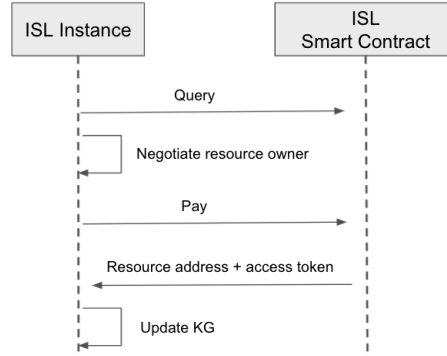 ISL Instance
ISL
Smart Contract
Query
Negotiate resource owner
Pay
Resource address + access token
Update KG